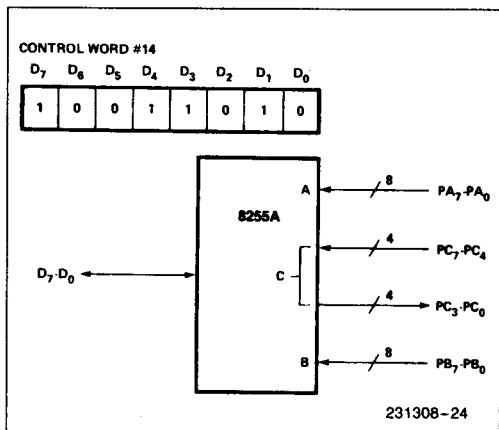 CONTROL WORD #14
D7 D6 D5 D4 D3 D2 D1 D0
1 0 0 1 1 0 1 0
8255A
A
8
PA7-PA0
4
PC7-PC4
C
D7-D0
4
PC3-PC0
B
8
PB7-PB0
231308-24